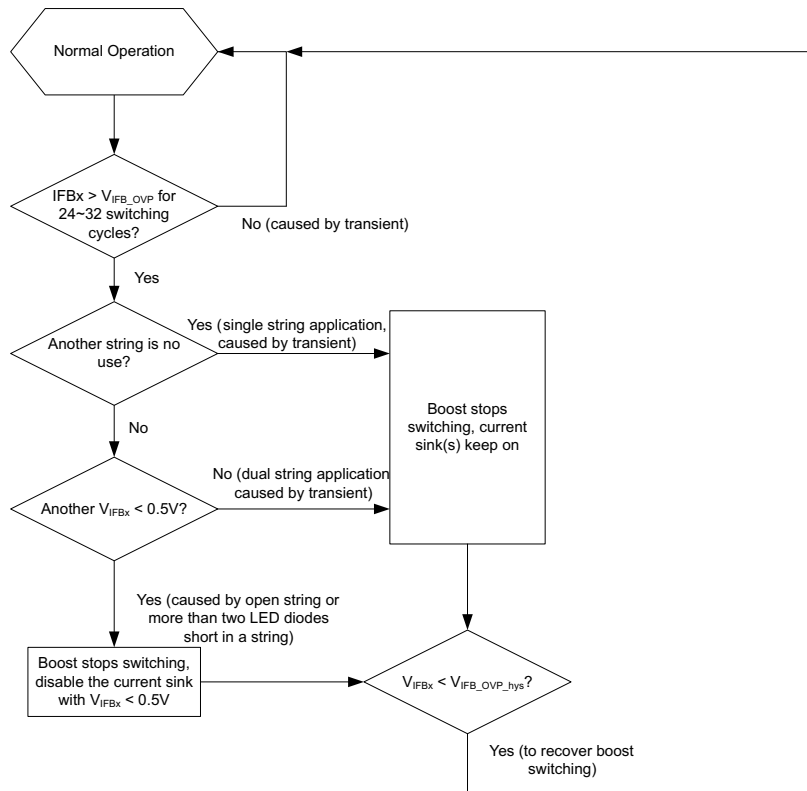 Normal Operation
IFBx > VIFB_OVP for
24~32 switching
cycles?
No (caused by transient)
Yes
Another string is no
use?
Yes (single string application,
caused by transient)
Boost stops
switching, current
sink(s) keep on
No
Another VIFBx < 0.5V?
No (dual string application
caused by transient)
Yes (caused by open string or
more than two LED diodes
short in a string)
Boost stops switching,
disable the current sink
with VIFBx < 0.5V
VIFBx < VIFB_OVP_hys?
Yes (to recover boost
switching)